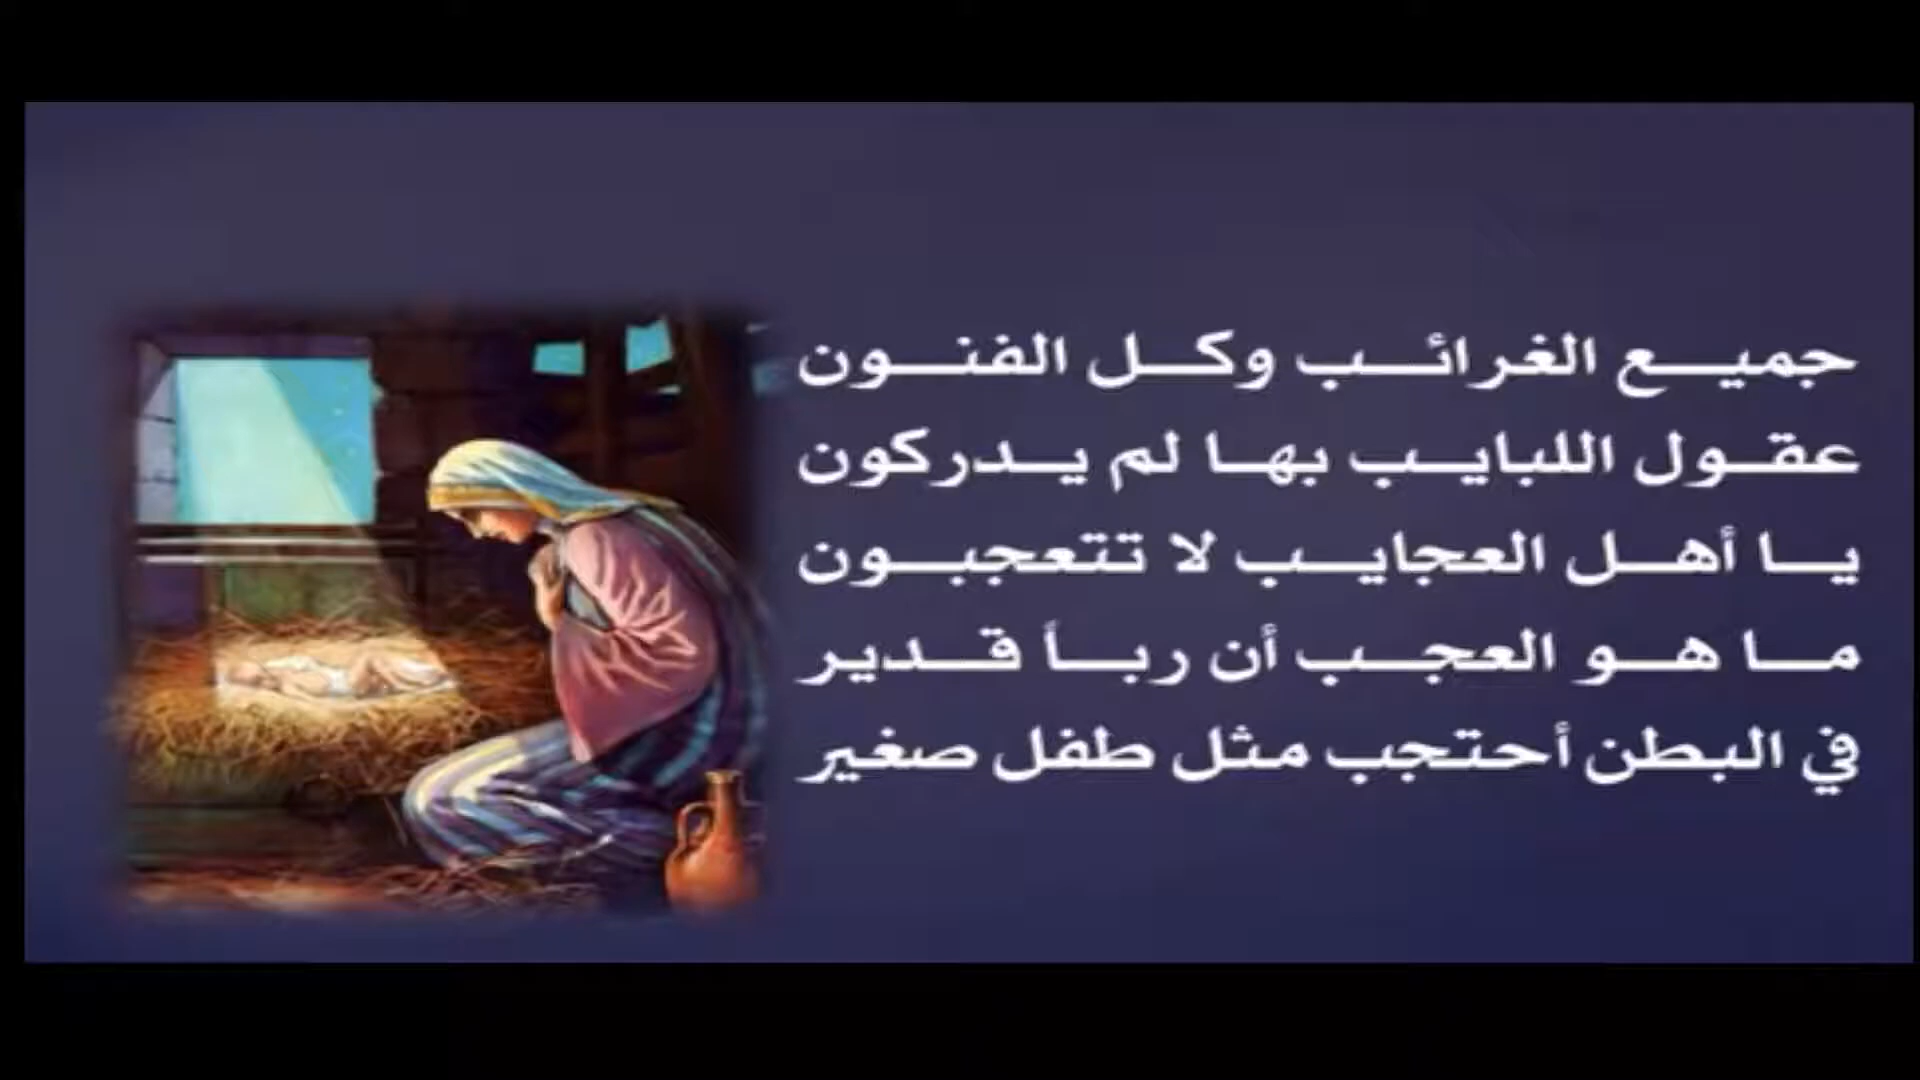 جميع الغرائب وكل الفنون
عقول اللبايب بها لم يدركون
يا أهل العجايب لا تتعجبون
ما هو العجب أن رباً قدير
في البطن أحتجب مثل طفل صغير